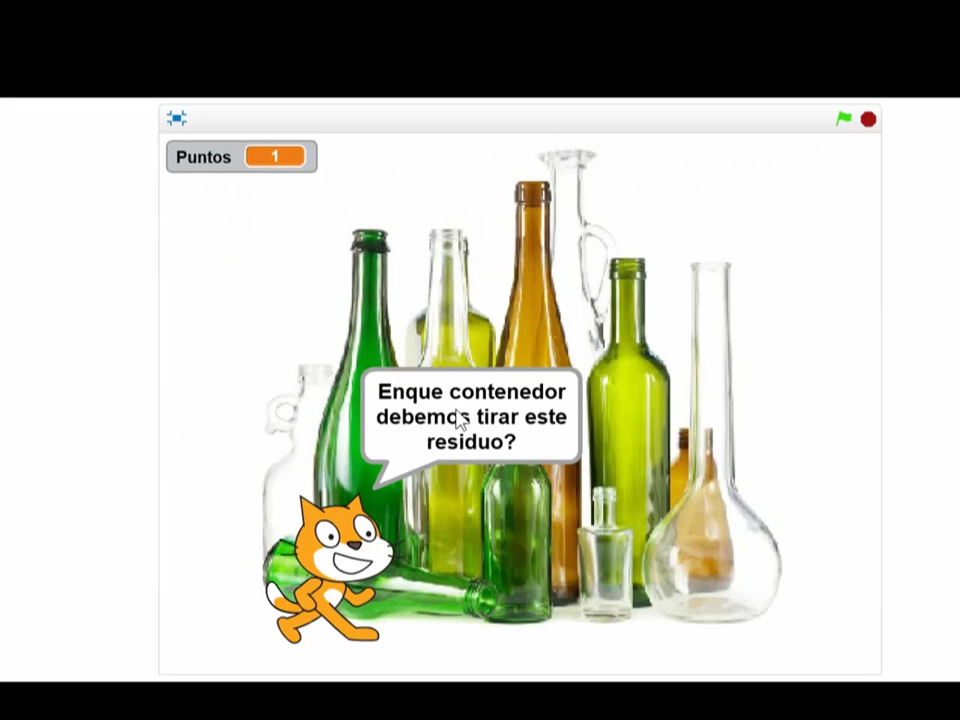 Puntos 1
Enque contenedor
debemos tirar este
residuo?